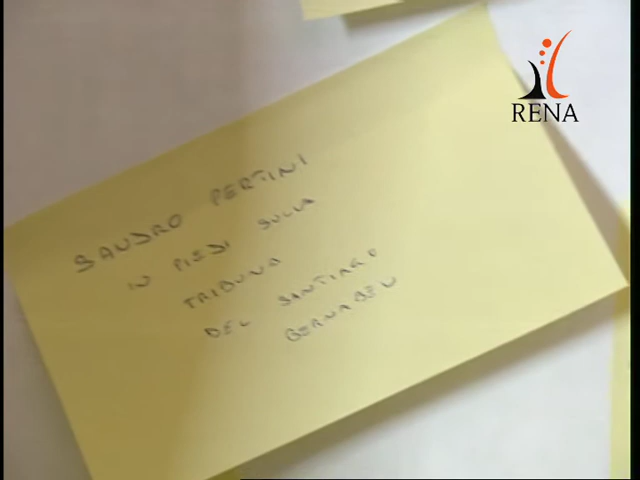 RENA
SANDRO PERTINI
IN PIEDI SULLA
TRIBUNA
DEL SANTIAGO
BERNABEU